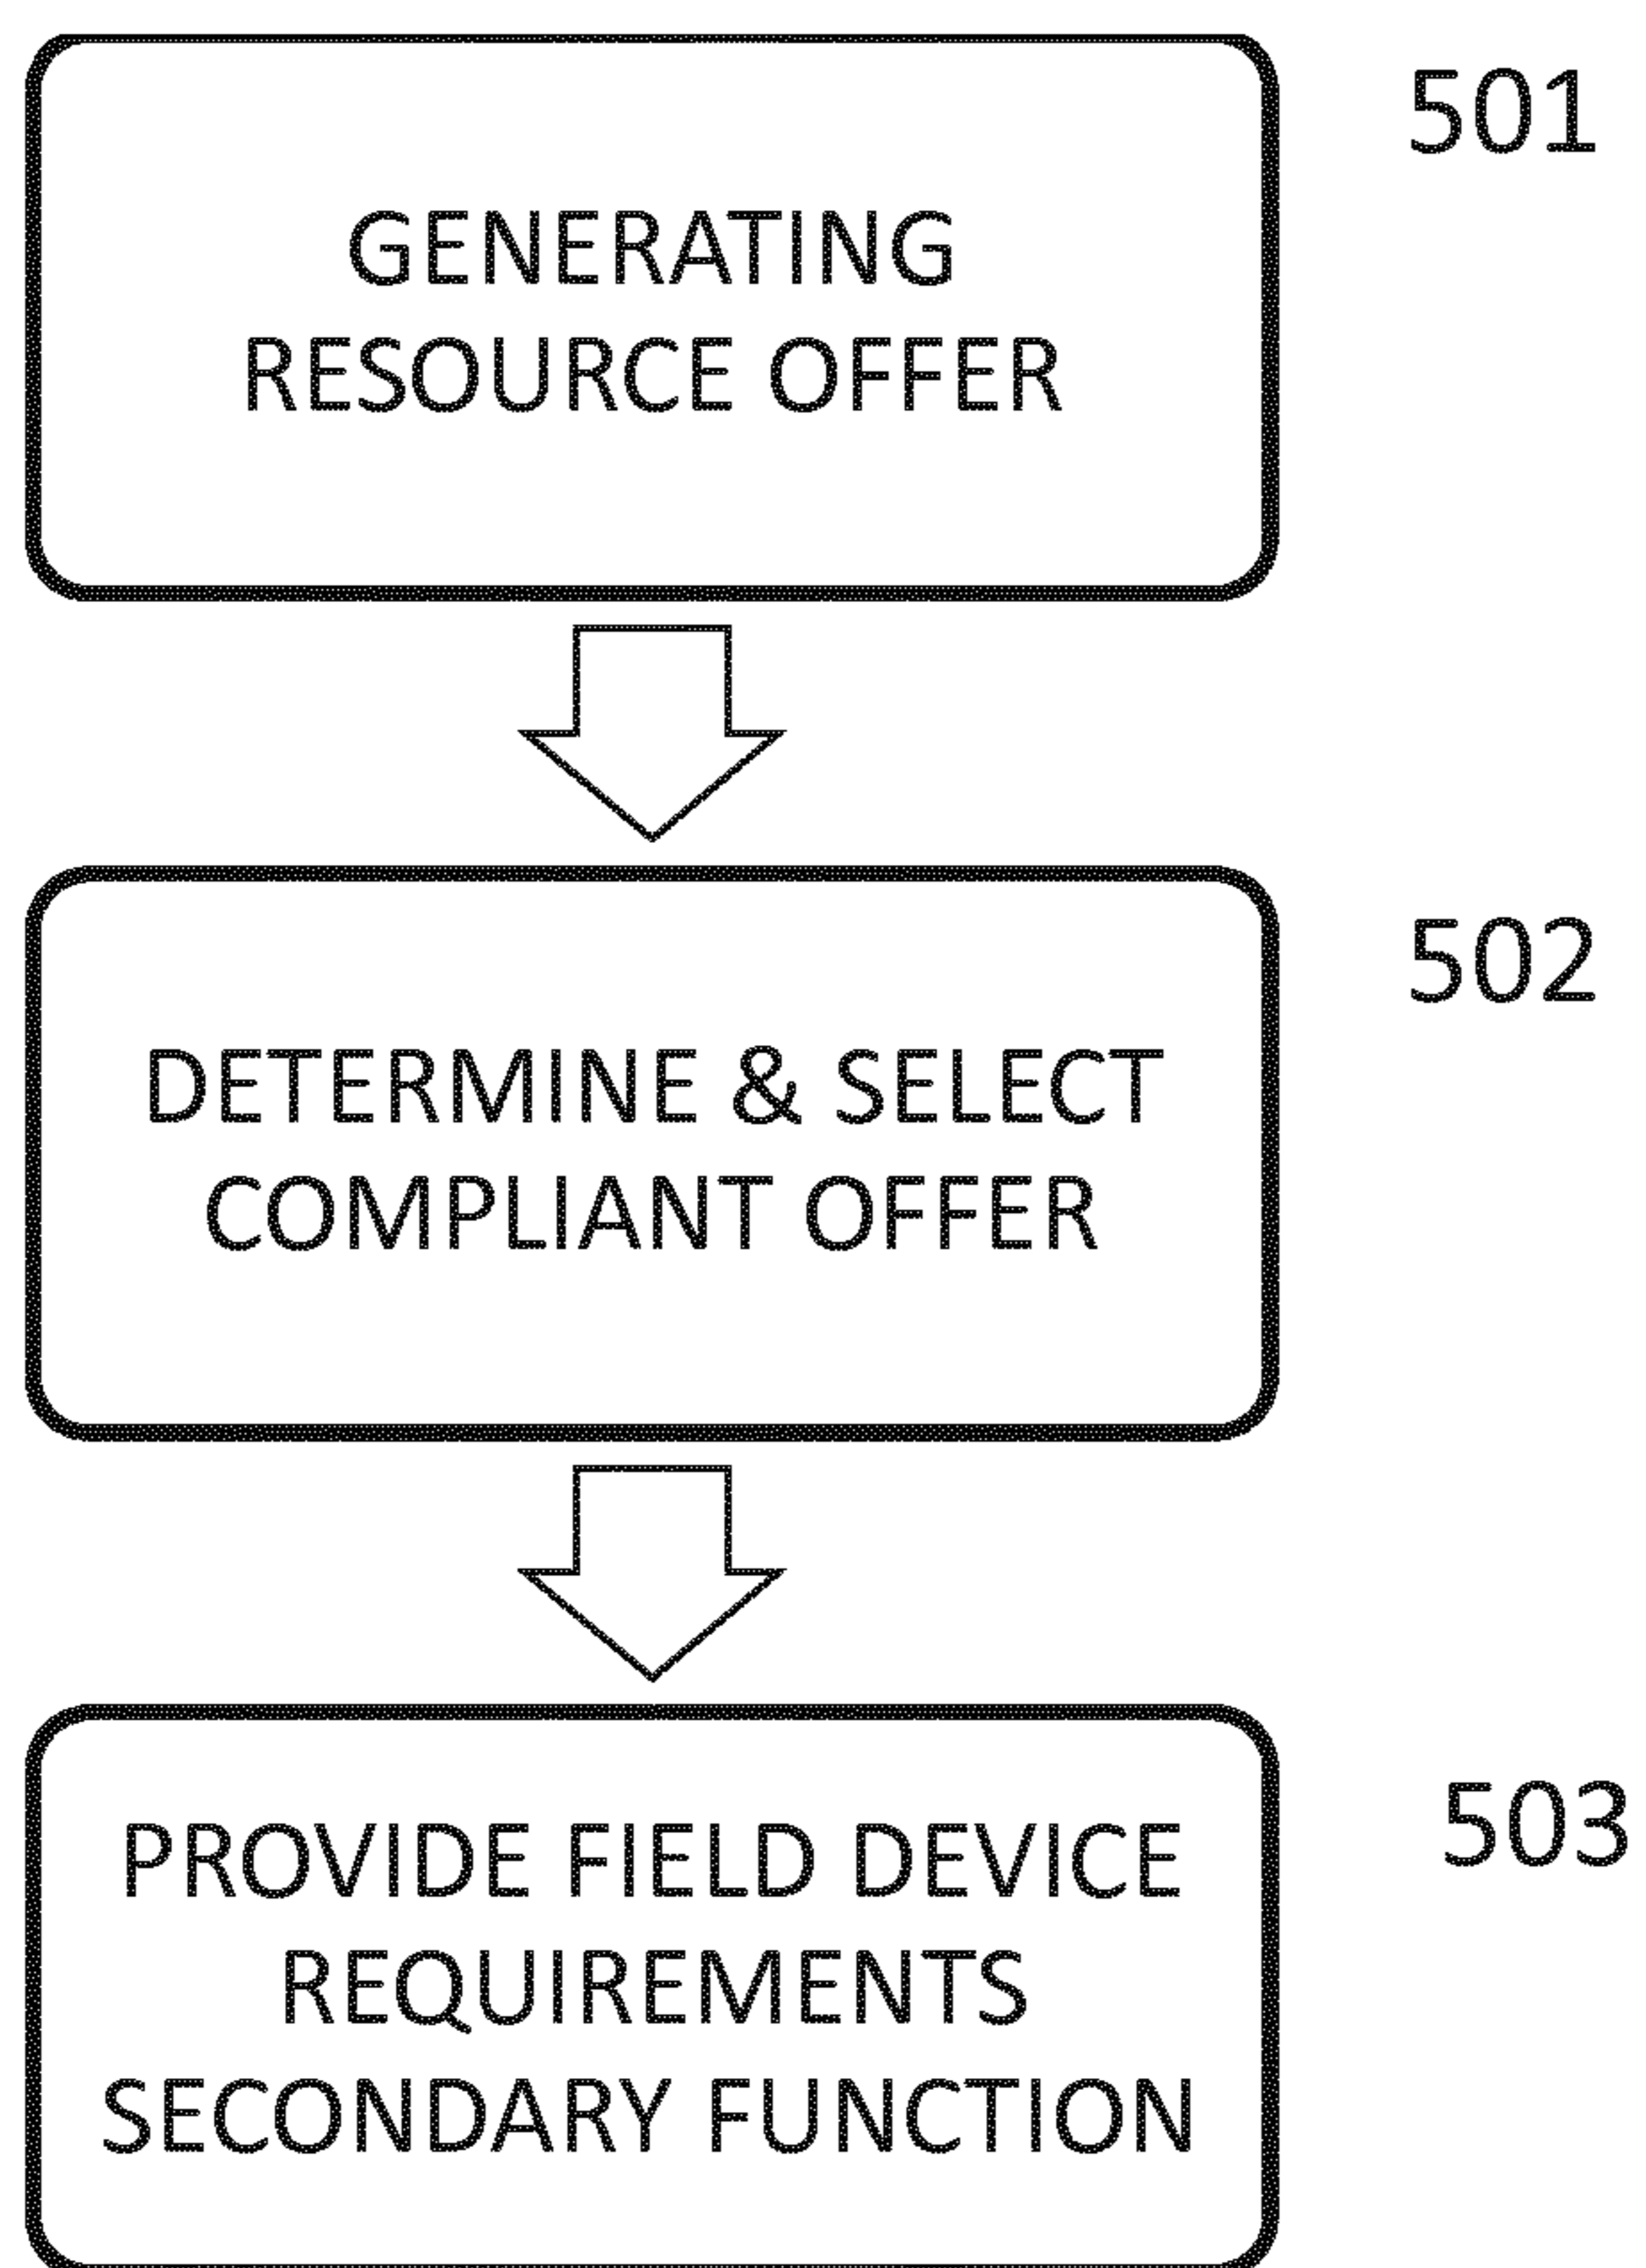 501
GENERATING
RESOURCE OFFER
502
DETERMINE & SELECT
COMPLIANT OFFER
503
PROVIDE FIELD DEVICE
REQUIREMENTS
SECONDARY FUNCTION